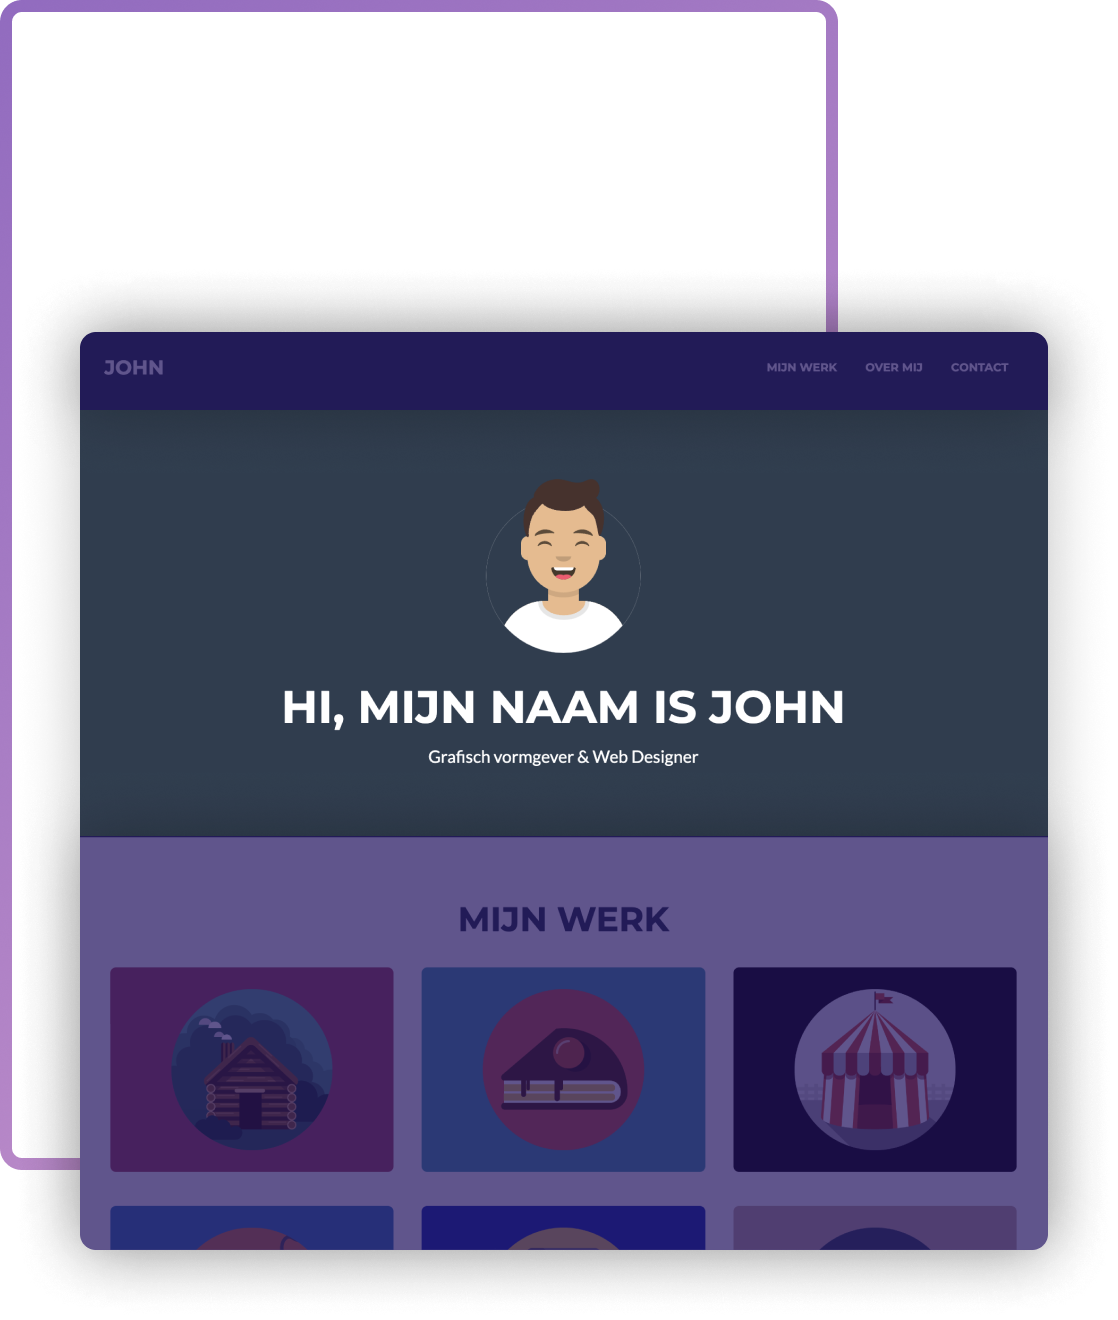 JOHN
MIJN WERK OVER MIJ CONTACT
HI, MIJN NAAM IS JOHN
Grafisch vormgever & Web Designer
MIJN WERK